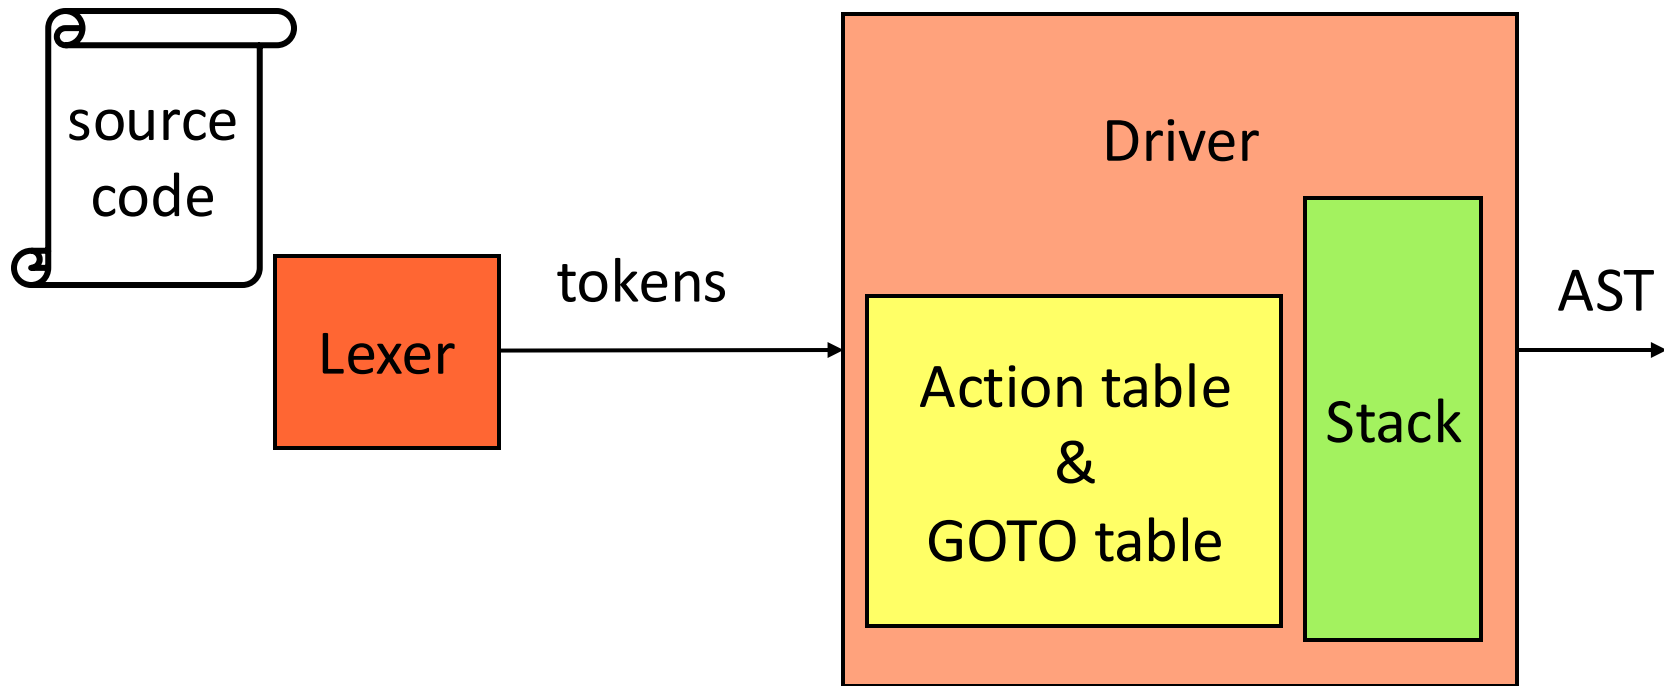 source
code
Lexer
tokens
Driver
Action table
&
GOTO table
Stack
AST